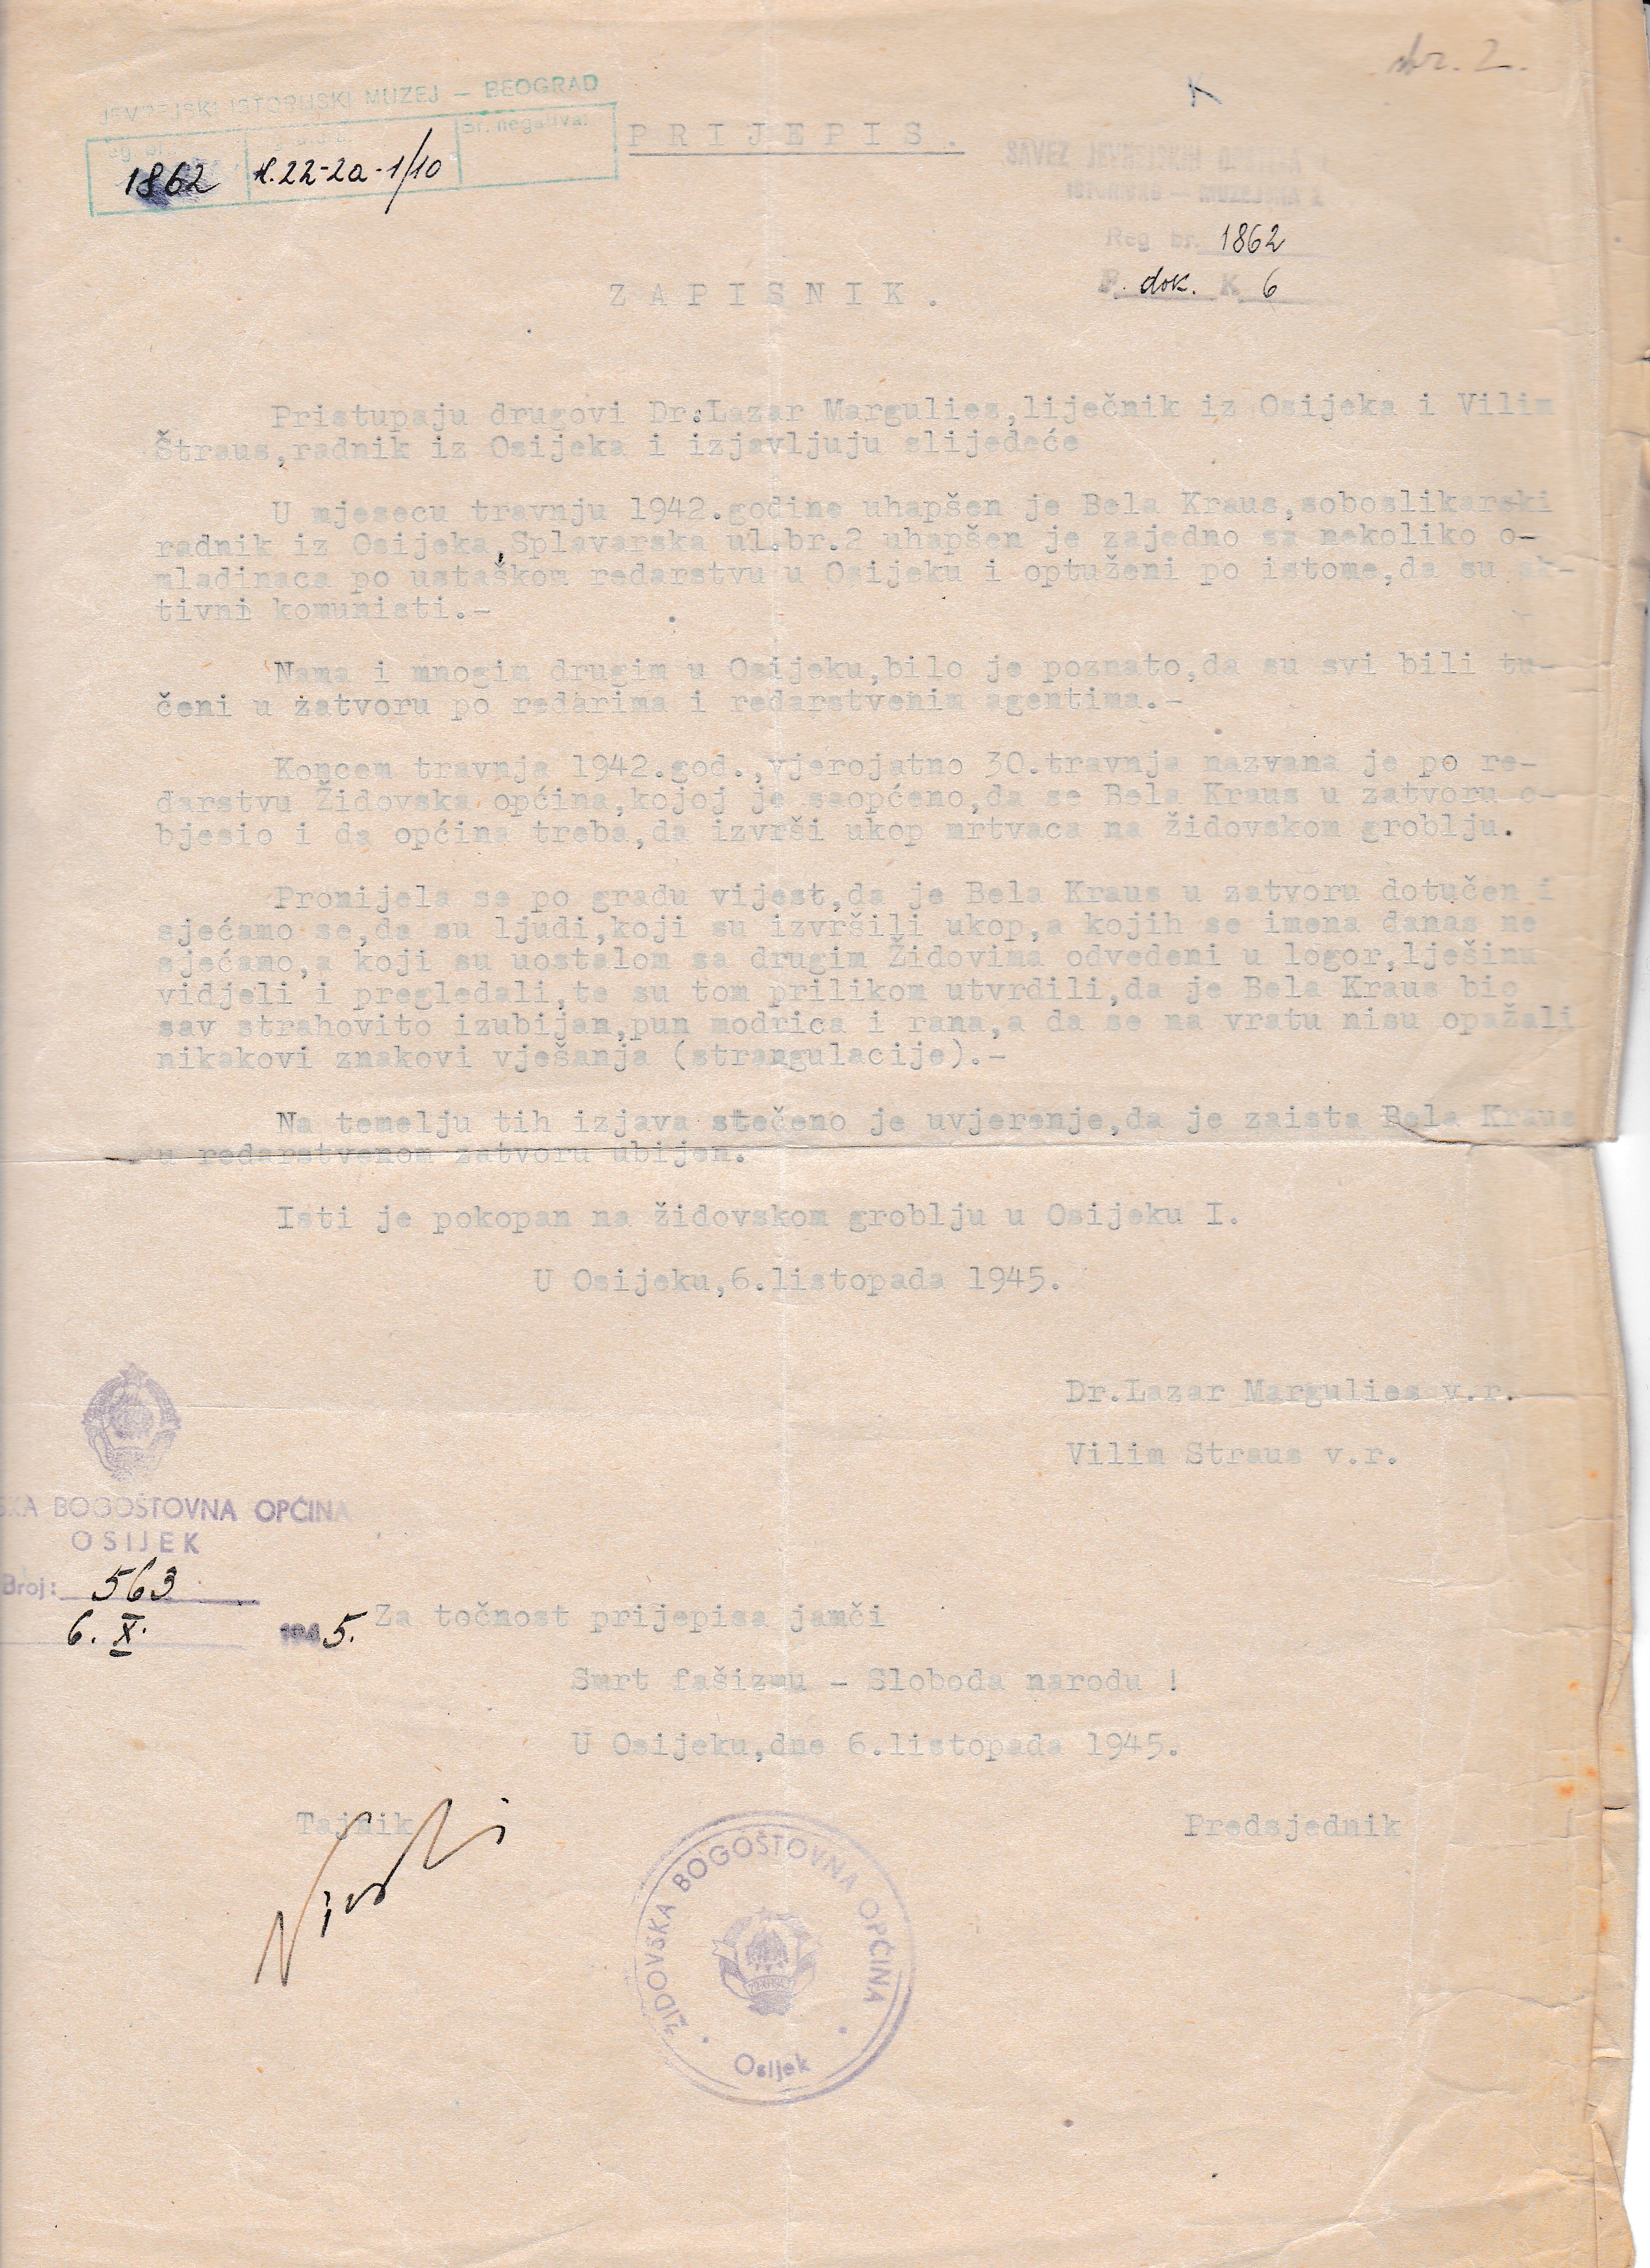 str. 2.
K
JEVREJSKI ISTORIJSKI MUZEJ — BEOGRAD
br. negativa:
1862 k.22-2a-1/10
PRIJEPIS.
SAVEZ JEVREJSKIH OPŠTINA
ISTORISKO — MUZEJSKA
Reg br. 1862
dok. K 6
ZAPISNIK.
Pristupaju drugovi Dr.Lazar Margulies,liječnik iz Osijeka i Vilim
Štraus,radnik iz Osijeka i izjavljuju slijedeće
U mjesecu travnju 1942.godine uhapšen je Bela Kraus,soboslikarski
radnik iz Osijeka,Splavarska ul.br.2 uhapšen je zajedno sa nekoliko o-
mladinaca po ustaškom redarstvu u Osijeku i optuženi po istome,da su ak-
tivni komunisti.-
Nama i mnogim drugim u Osijeku,bilo je poznato,da su svi bili tu-
čeni u zatvoru po redarima i redarstvenim agentima.-
Koncem travnja 1942.god.,vjerojatno 30.travnja nazvana je po re-
darstvu Židovska općina,kojoj je saopćeno,da se Bela Kraus u zatvoru o-
bjesio i da općina treba,da izvrši ukop mrtvaca na židovskom groblju.
Pronijela se po gradu vijest,da je Bela Kraus u zatvoru dotučen i
sjećamo se,da su ljudi,koji su izvršili ukop,a kojih se imena danas ne
sjećamo,a koji su uostalom sa drugim Židovima odvedeni u logor,lješinu
vidjeli i pregledali,te su tom prilikom utvrdili,da je Bela Kraus bio
sav strahovito izubijan,pun modrica i rana,a da se na vratu nisu opažali
nikakovi znakovi vješanja (strangulacije).-
Na temelju tih izjava stečeno je uvjerenje,da je zaista Bela Kraus
u redarstvenom zatvoru ubijen.
Isti je pokopan na židovskom groblju u Osijeku I.
U Osijeku,6.listopada 1945.
Dr.Lazar Margulies v.r.
Vilim Straus v.r.
SKA BOGOŠTOVNA OPĆINA
OSIJEK
Broj: 563
6. X. 1945.
Za točnost prijepisa jamči
Smrt fašizmu - Sloboda narodu !
U Osijeku,dne 6.listopada 1945.
Tajnik
Predsjednik
ŽIDOVSKA BOGOŠTOVNA OPĆINA
Osijek